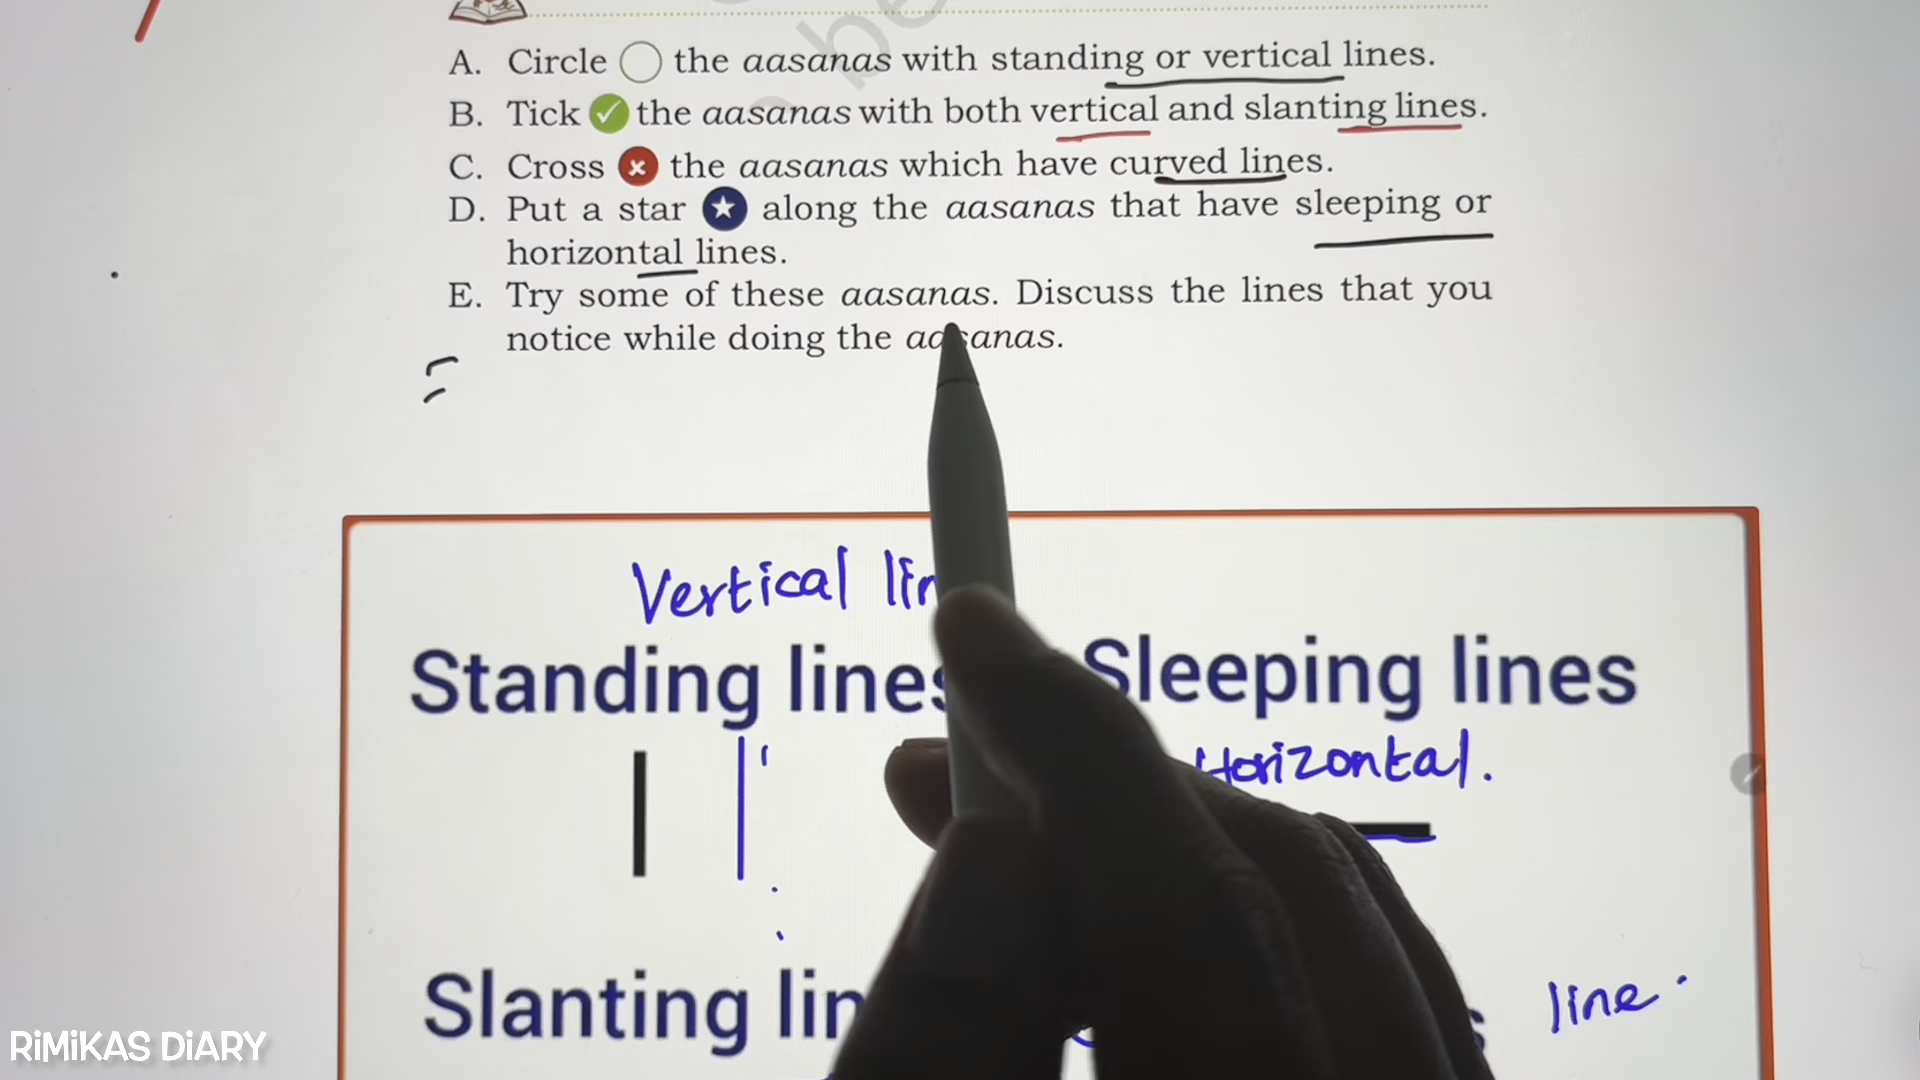 A. Circle the aasanas with standing or vertical lines.
B. Tick the aasanas with both vertical and slanting lines.
C. Cross the aasanas which have curved lines.
D. Put a star along the aasanas that have sleeping or
horizontal lines.
E. Try some of these aasanas. Discuss the lines that you
notice while doing the aasanas.
Vertical
Standing lines
Sleeping lines
Horizontal.
Slanting
line
RiMiKAS DiARY